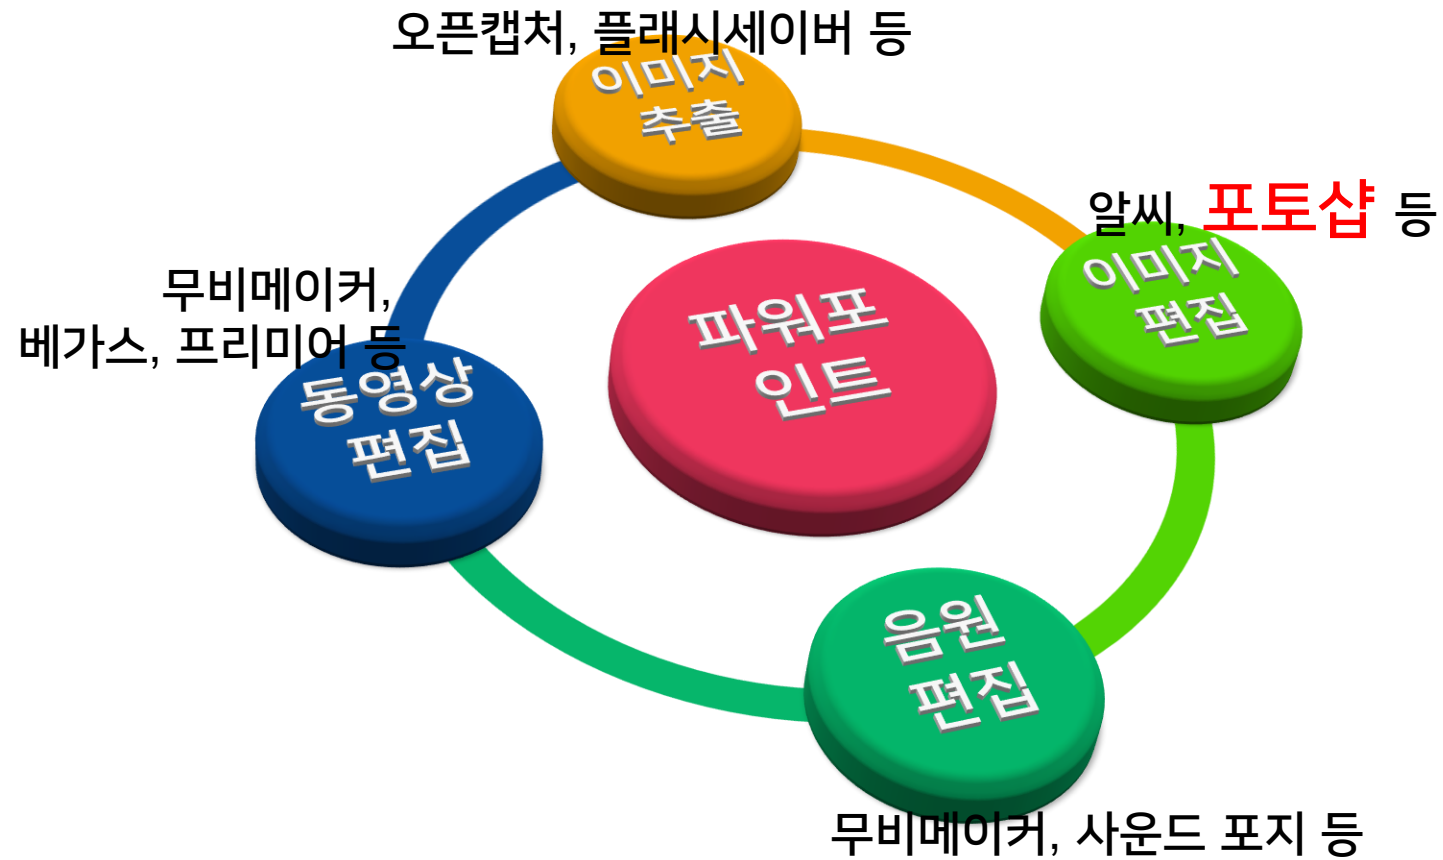 오픈캡처, 플래시세이버 등
이미지
추출
알씨, 포토샵 등
이미지
편집
파워포
인트
무비메이커,
베가스, 프리미어 등
동영상
편집
음원
편집
무비메이커, 사운드 포지 등